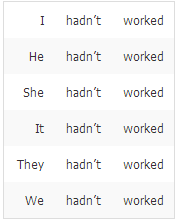 I hadn't worked
He hadn't worked
She hadn't worked
It hadn't worked
They hadn't worked
We hadn't worked